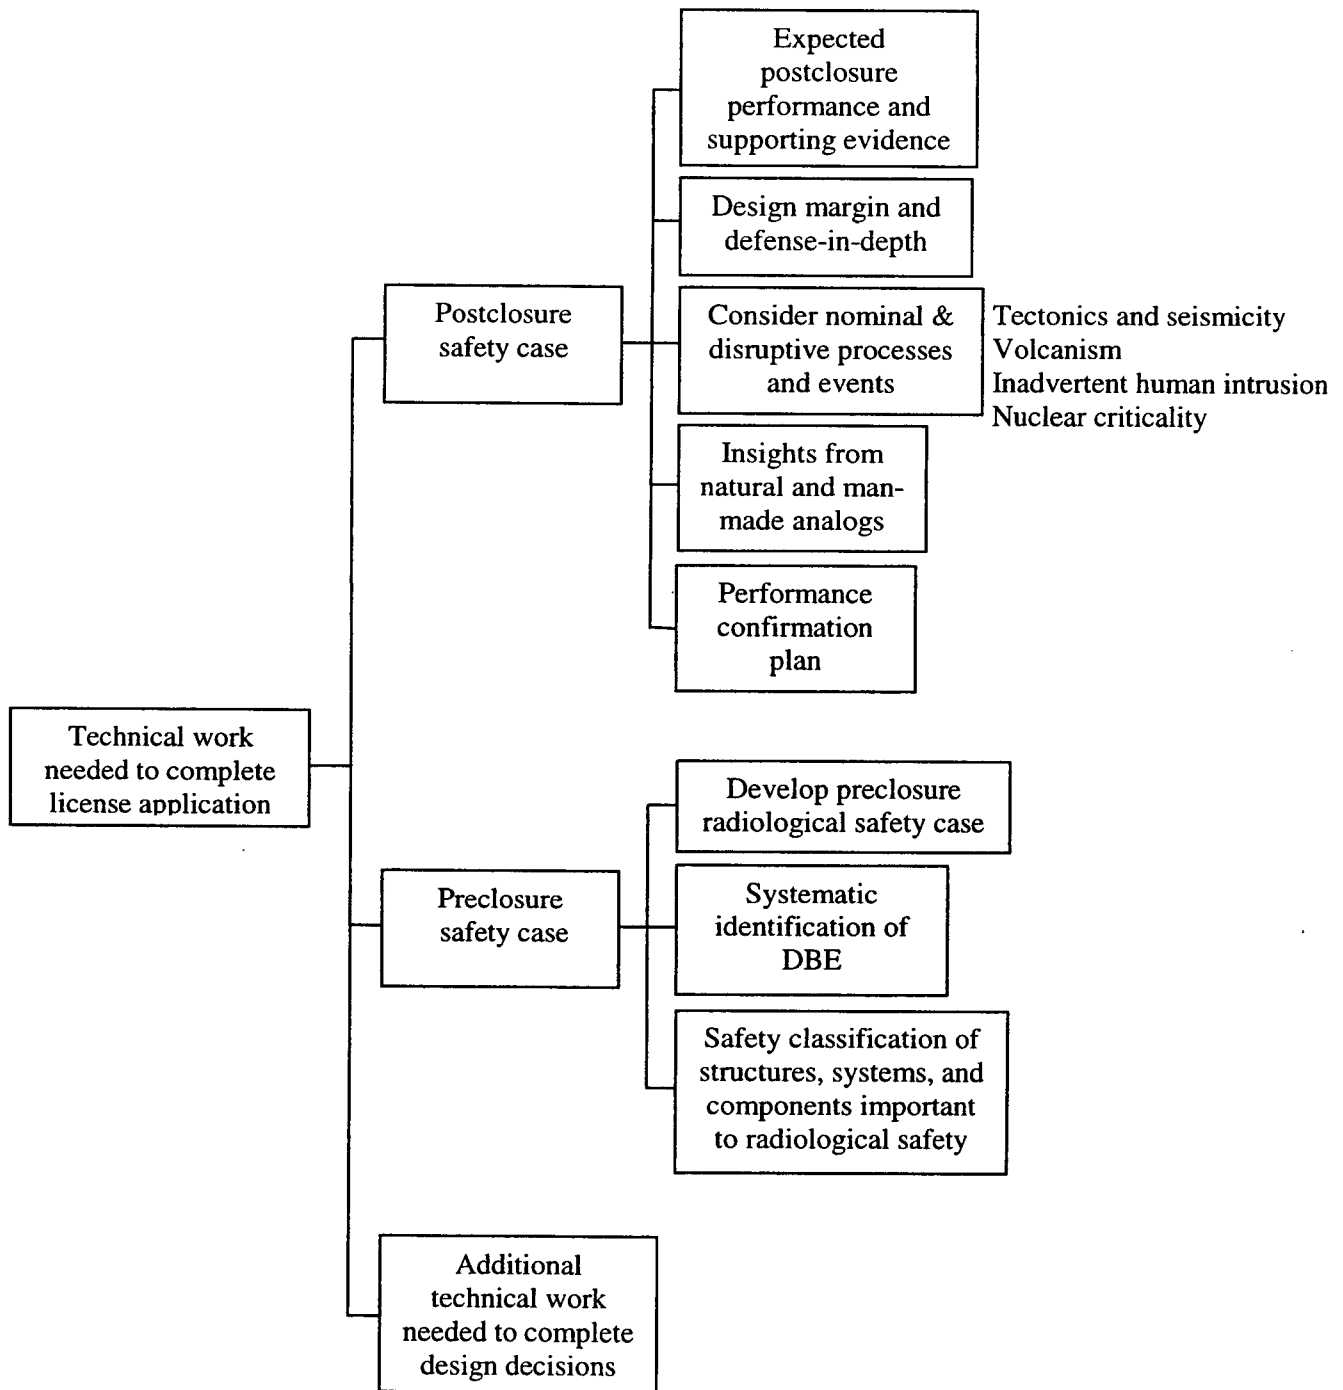 Expected
postclosure
performance and
supporting evidence
Design margin and
defense-in-depth
Postclosure
safety case
Consider nominal &
disruptive processes
and events
Tectonics and seismicity
Volcanism
Inadvertent human intrusion
Nuclear criticality
Insights from
natural and man-
made analogs
Performance
confirmation
plan
Technical work
needed to complete
license application
Develop preclosure
radiological safety case
Preclosure
safety case
Systematic
identification of
DBE
Safety classification of
structures, systems, and
components important
to radiological safety
Additional
technical work
needed to complete
design decisions